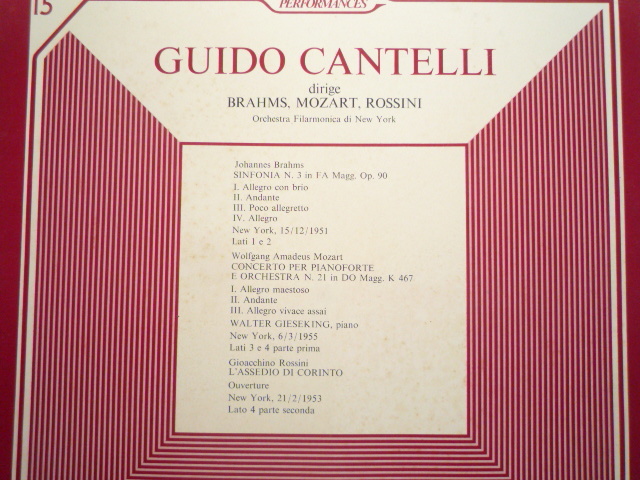 15
PERFORMANCES
GUIDO CANTELLI
dirige
BRAHMS, MOZART, ROSSINI
Orchestra Filarmonica di New York
Johannes Brahms
SINFONIA N. 3 in FA Magg. Op. 90
I. Allegro con brio
II. Andante
III. Poco allegretto
IV. Allegro
New York, 15/12/1951
Lati 1 e 2
Wolfgang Amadeus Mozart
CONCERTO PER PIANOFORTE
E ORCHESTRA N. 21 in DO Magg. K 467
I. Allegro maestoso
II. Andante
III. Allegro vivace assai
WALTER GIESEKING, piano
New York, 6/3/1955
Lati 3 e 4 parte prima
Gioacchino Rossini
L'ASSEDIO DI CORINTO
Ouverture
New York, 21/2/1953
Lato 4 parte seconda